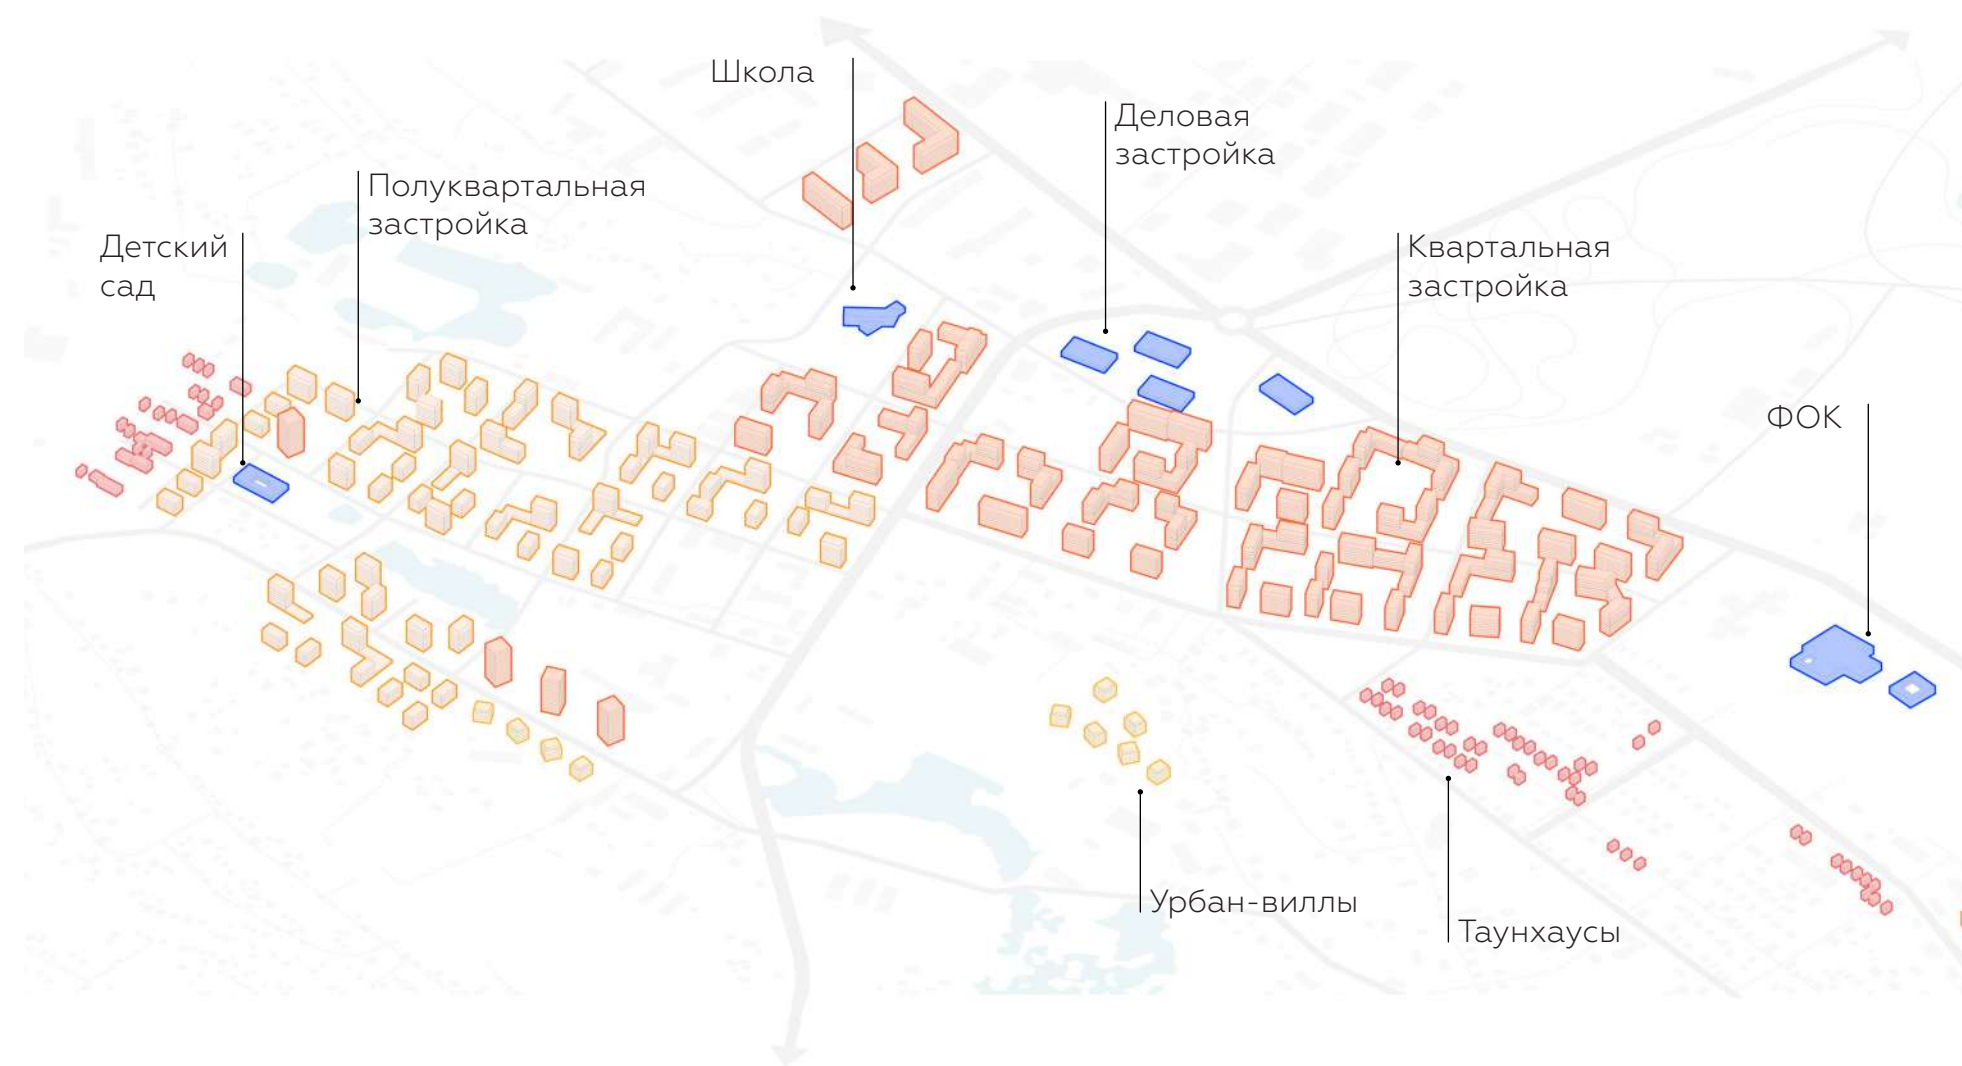 Школа
Деловая
застройка
Полуквартальная
застройка
Детский
сад
Квартальная
застройка
ФОК
Урбан-виллы
Таунхаусы